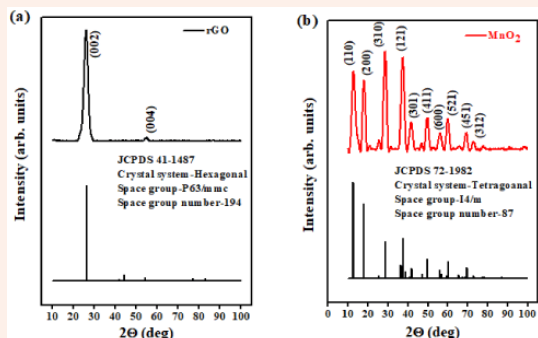 (a)
rGO
(002)
(004)
JCPDS 41-1487
Crystal system-Hexagonal
Space group-P63/mmc
Space group number-194
Intensity (arb. units)
10 20 30 40 50 60 70 80 90 100
2Θ (deg)
(b)
MnO₂
(110)
(200)
(310)
(121)
(301)
(411)
(600)
(521)
(451)
(312)
JCPDS 72-1982
Crystal system-Tetragoanal
Space group-I4/m
Space group number-87
Intensity (arb. units)
10 20 30 40 50 60 70 80 90 100
2Θ (deg)